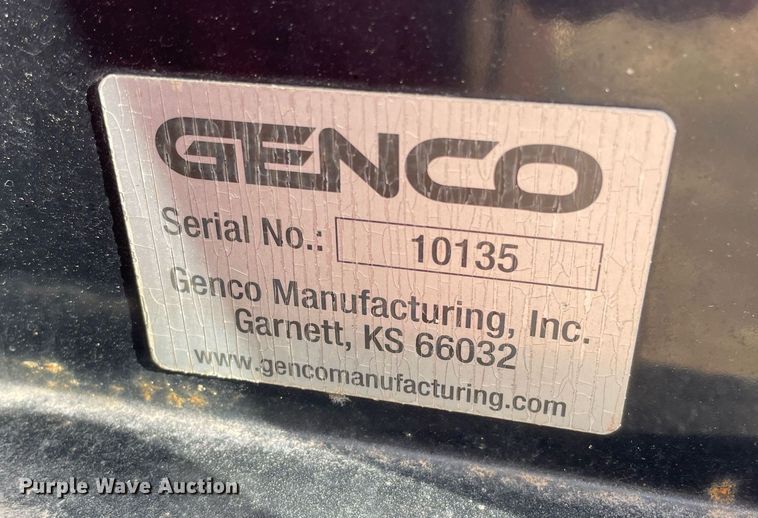 GENCO
Serial No.: 10135
Genco Manufacturing, Inc.
Garnett, KS 66032
www.gencomanufacturing.com
Purple Wave Auction